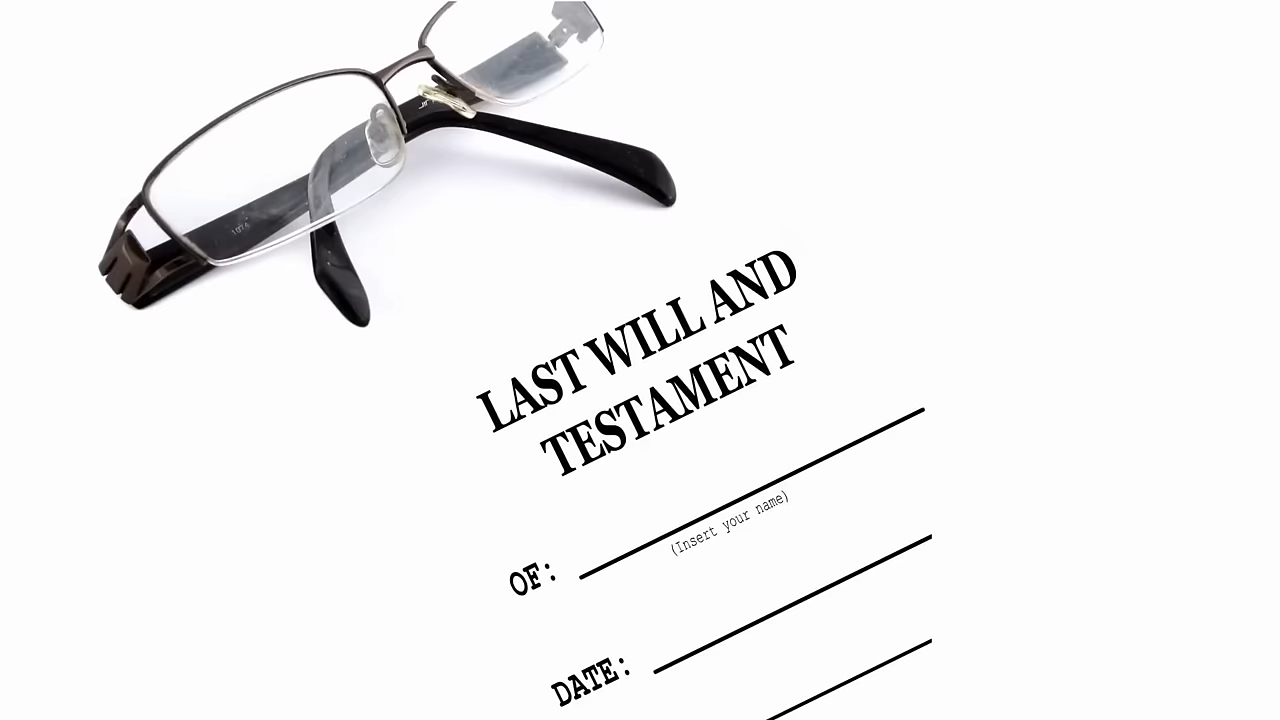 LAST WILL AND
TESTAMENT
OF:
(Insert your name)
DATE: